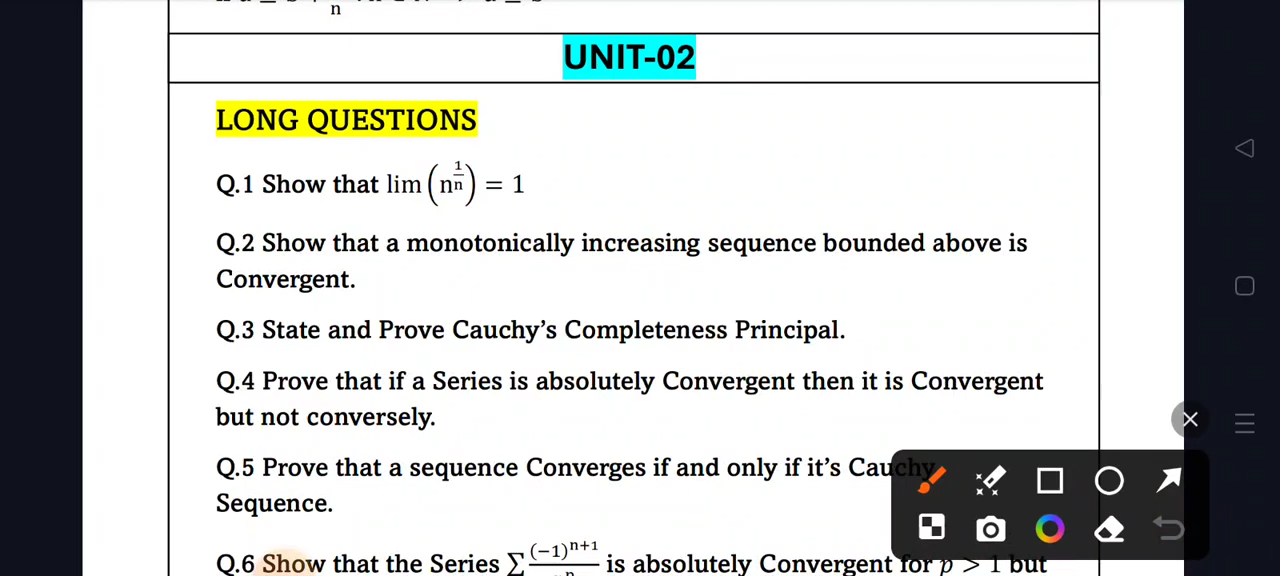 n
UNIT-02
LONG QUESTIONS
Q.1 Show that lim (n^{1/n}) = 1
Q.2 Show that a monotonically increasing sequence bounded above is
Convergent.
Q.3 State and Prove Cauchy's Completeness Principal.
Q.4 Prove that if a Series is absolutely Convergent then it is Convergent
but not conversely.
Q.5 Prove that a sequence Converges if and only if it's Cauchy
Sequence.
Q.6 Show that the Series ∑ (−1)^{n+1} is absolutely Convergent for p > 1 but